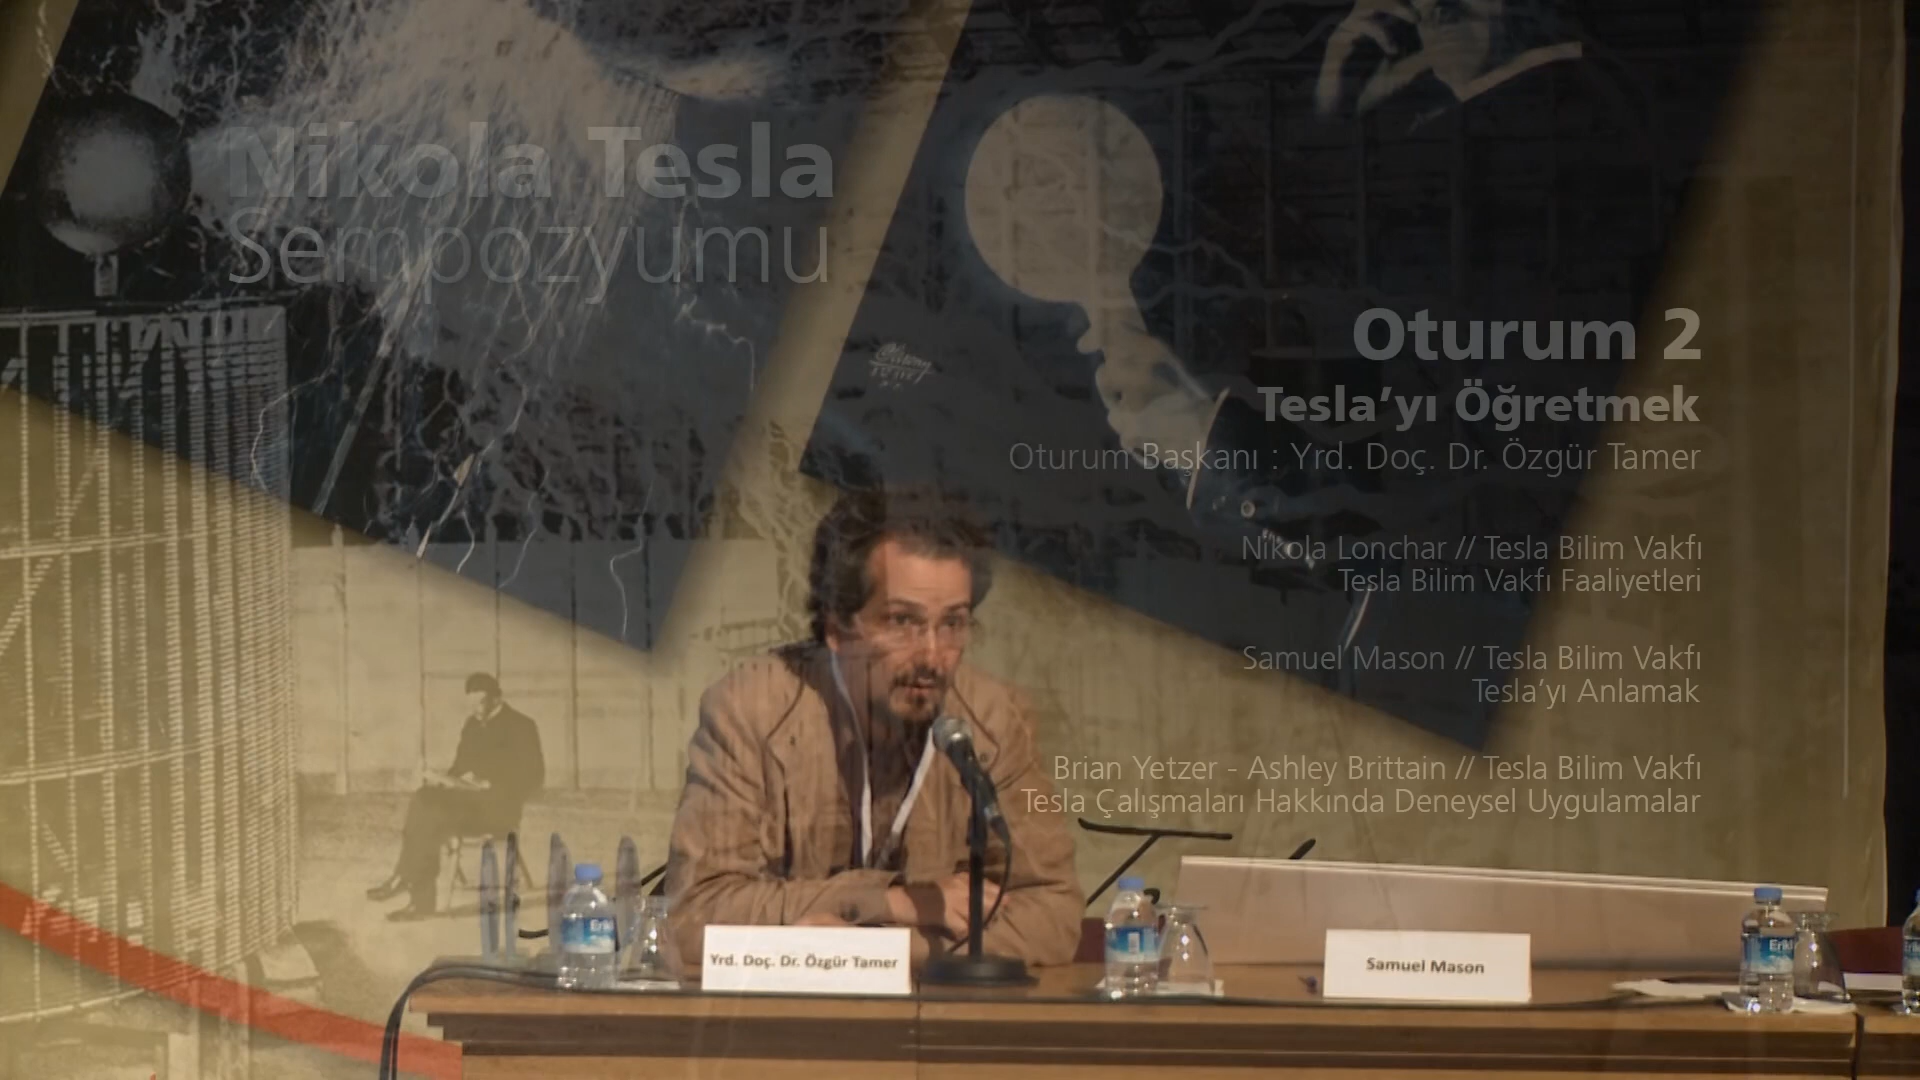 Nikola Tesla
Sempozyumu
Oturum 2
Tesla’yı Öğretmek
Oturum Başkanı : Yrd. Doç. Dr. Özgür Tamer
Nikola Lonchar // Tesla Bilim Vakfı
Tesla Bilim Vakfı Faaliyetleri
Samuel Mason // Tesla Bilim Vakfı
Tesla’yı Anlamak
Brian Yetzer - Ashley Brittain // Tesla Bilim Vakfı
Tesla Çalışmaları Hakkında Deneysel Uygulamalar
Yrd. Doç. Dr. Özgür Tamer
Samuel Mason